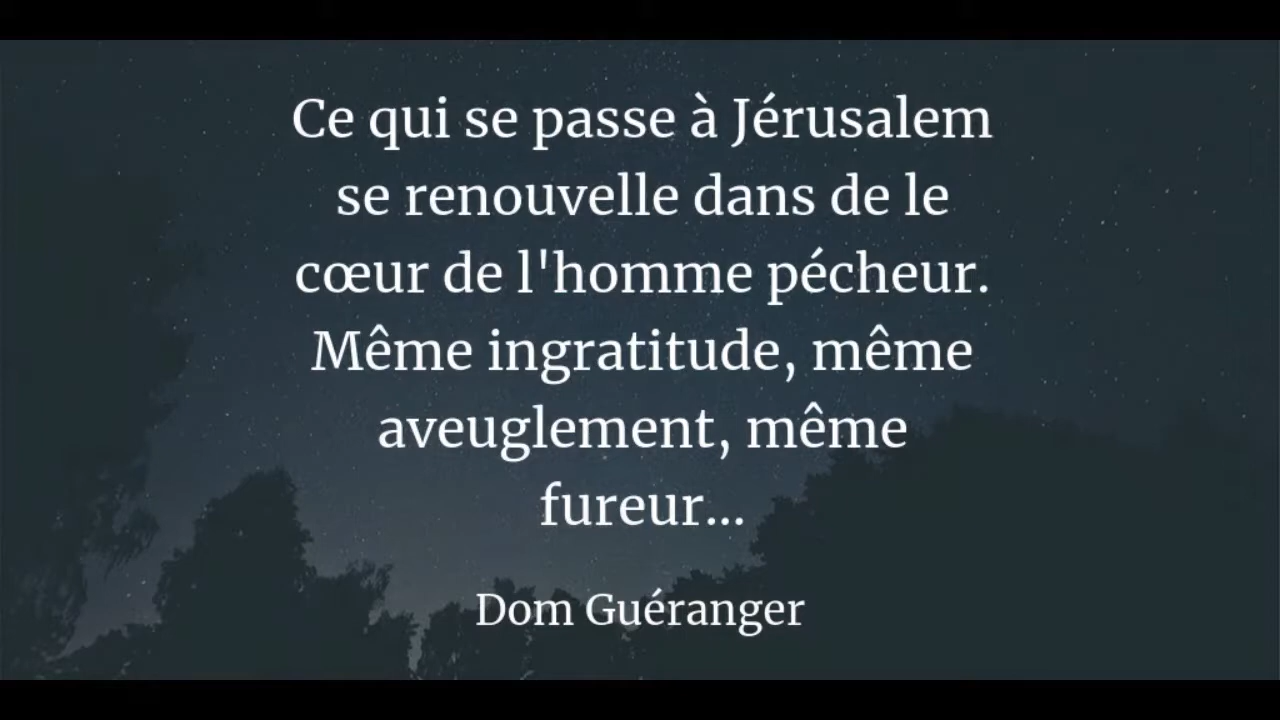 Ce qui se passe à Jérusalem
se renouvelle dans de le
cœur de l'homme pécheur.
Même ingratitude, même
aveuglement, même
fureur...
Dom Guéranger